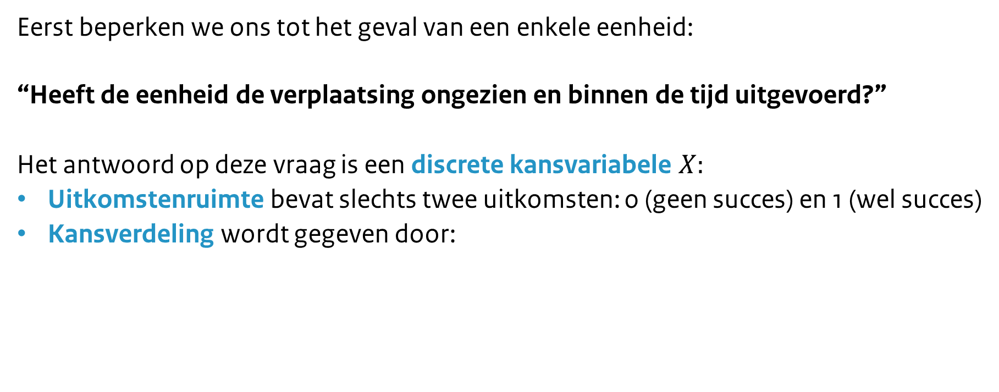 Eerst beperken we ons tot het geval van een enkele eenheid:
“Heeft de eenheid de verplaatsing ongezien en binnen de tijd uitgevoerd?”
Het antwoord op deze vraag is een discrete kansvariabele X:
• Uitkomstenruimte bevat slechts twee uitkomsten: 0 (geen succes) en 1 (wel succes)
• Kansverdeling wordt gegeven door: